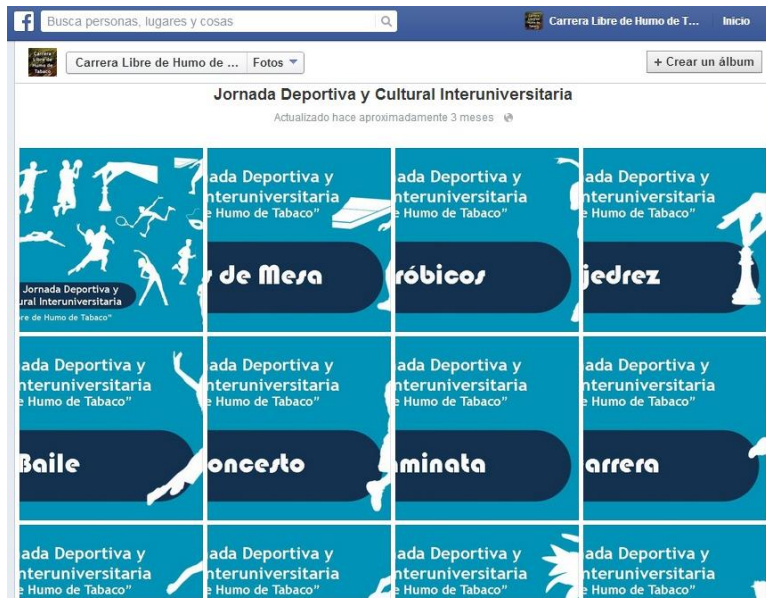 Busca personas, lugares y cosas
Carrera Libre de Humo de T...
Inicio
Carrera Libre de Humo de ...
Fotos
+ Crear un álbum
Jornada Deportiva y Cultural Interuniversitaria
Actualizado hace aproximadamente 3 meses
Jornada Deportiva y
ural Interuniversitaria
re de Humo de Tabaco"
ada Deportiva y
nteruniversitaria
e Humo de Tabaco"
s de Mesa
ada Deportiva y
nteruniversitaria
e Humo de Tabaco"
róbicos
ada Deportiva y
nteruniversitaria
e Humo de Tabaco"
jedrez
ada Deportiva y
nteruniversitaria
e Humo de Tabaco"
Baile
ada Deportiva y
nteruniversitaria
e Humo de Tabaco"
oncesto
ada Deportiva y
nteruniversitaria
e Humo de Tabaco"
minata
ada Deportiva y
nteruniversitaria
e Humo de Tabaco"
arrera
ada Deportiva y
nteruniversitaria
e Humo de Tabaco"
ada Deportiva y
nteruniversitaria
e Humo de Tabaco"
ada Deportiva y
nteruniversitaria
e Humo de Tabaco"
ada Deportiva y
nteruniversitaria
e Humo de Tabaco"